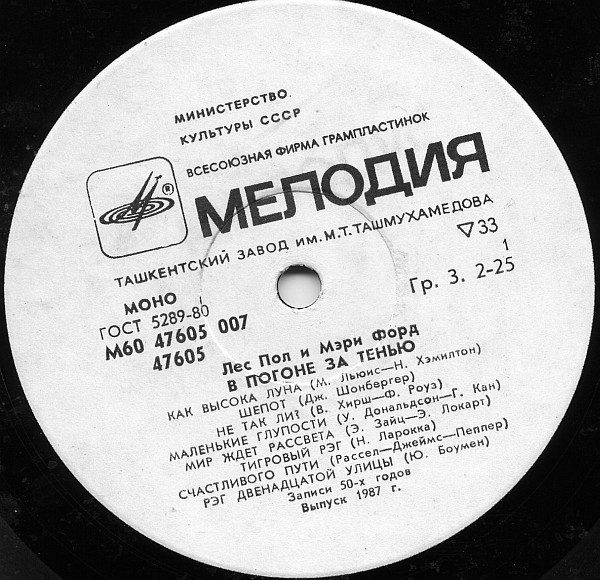 МИНИСТЕРСТВО
КУЛЬТУРЫ СССР
ВСЕСОЮЗНАЯ ФИРМА ГРАМПЛАСТИНОК
® МЕЛОДИЯ
ТАШКЕНТСКИЙ ЗАВОД ИМ. М.Т. ТАШМУХАМЕДОВА
МОНО
ГОСТ 5289-80
М60 47605 007
47605
▽33
1
Гр. 3. 2-25
Лес Пол и Мэри Форд
В ПОГОНЕ ЗА ТЕНЬЮ
КАК ВЫСОКА ЛУНА (М. Льюис—Н. Хэмилтон)
ШЕПОТ (Дж. Шонбергер)
НЕ ТАК ЛИ? (В. Хирш—Ф. Роуз)
МАЛЕНЬКИЕ ГЛУПОСТИ (У. Дональдсон—Г. Кан)
МИР ЖДЕТ РАССВЕТА (Э. Зайц—Э. Локарт)
ТИГРОВЫЙ РЭГ (Н. Ларокка)
СЧАСТЛИВОГО ПУТИ (Рассел—Джеймс—Пеппер)
РЭГ ДВЕНАДЦАТОЙ УЛИЦЫ (Ю. Боумен)
Записи 50-х годов
Выпуск 1987 г.